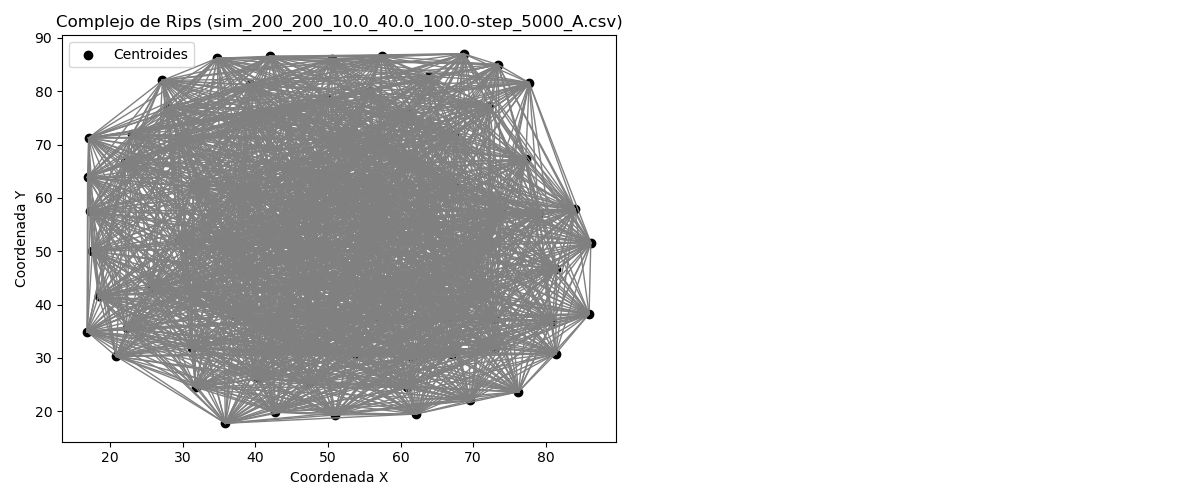 Complejo de Rips (sim_200_200_10.0_40.0_100.0-step_5000_A.csv)
Centroides
90
80
70
60
50
40
30
20
Coordenada Y
20 30 40 50 60 70 80
Coordenada X